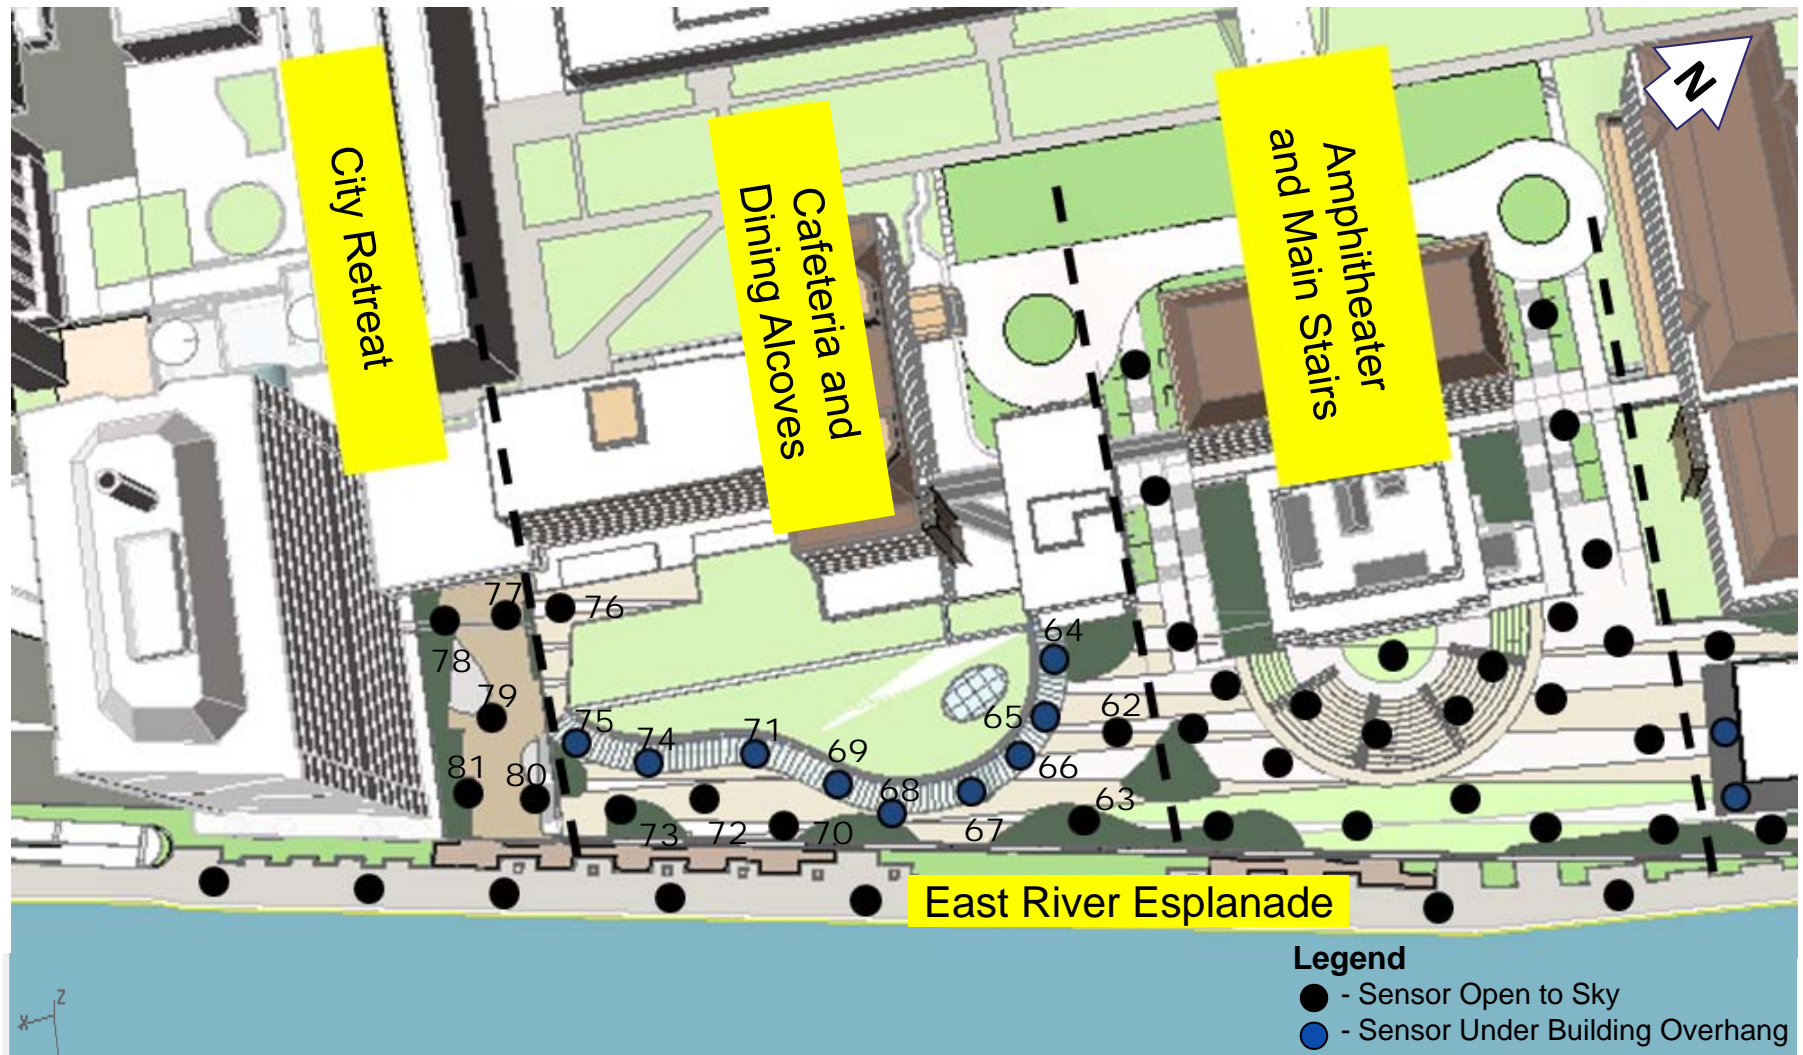 N
City Retreat
Cafeteria and
Dining Alcoves
Amphitheater
and Main Stairs
77
76
78
64
79
62
65
75
74
71
69
66
81
80
68
63
73
72
70
67
East River Esplanade
Legend
- Sensor Open to Sky
- Sensor Under Building Overhang
Z
X